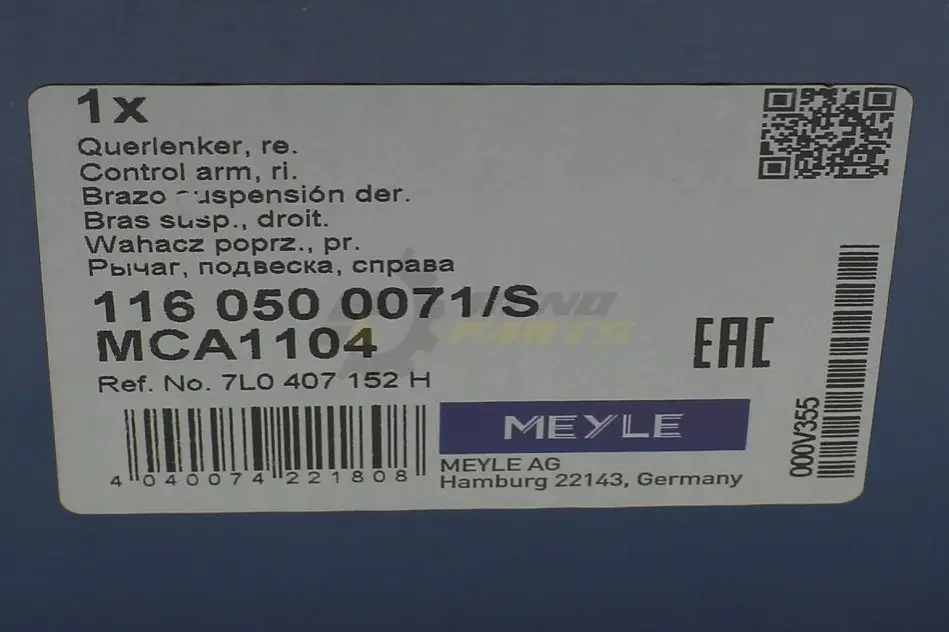 1x
Querlenker, re.
Control arm, ri.
Brazo suspensión der.
Bras susp., droit.
Wahacz poprz., pr.
Рычаг, подвеска, справа
116 050 0071/S
MCA1104
Ref. No. 7L0 407 152 H
4 040074 221808
MEYLE
MEYLE AG
Hamburg 22143, Germany
EAC
000V355
PARTS